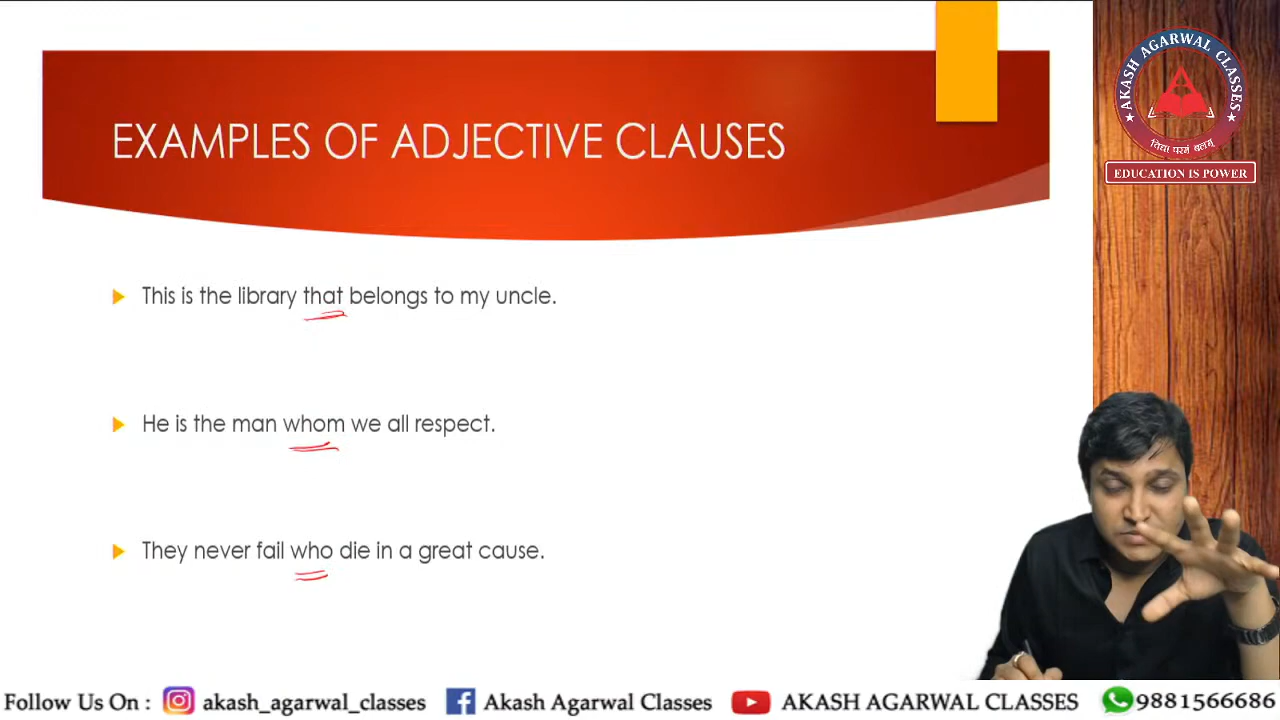 EXAMPLES OF ADJECTIVE CLAUSES
AKASH AGARWAL CLASSES
विद्या परमं बलम्
EDUCATION IS POWER
This is the library that belongs to my uncle.
He is the man whom we all respect.
They never fail who die in a great cause.
Follow Us On : akash_agarwal_classes Akash Agarwal Classes AKASH AGARWAL CLASSES 9881566686